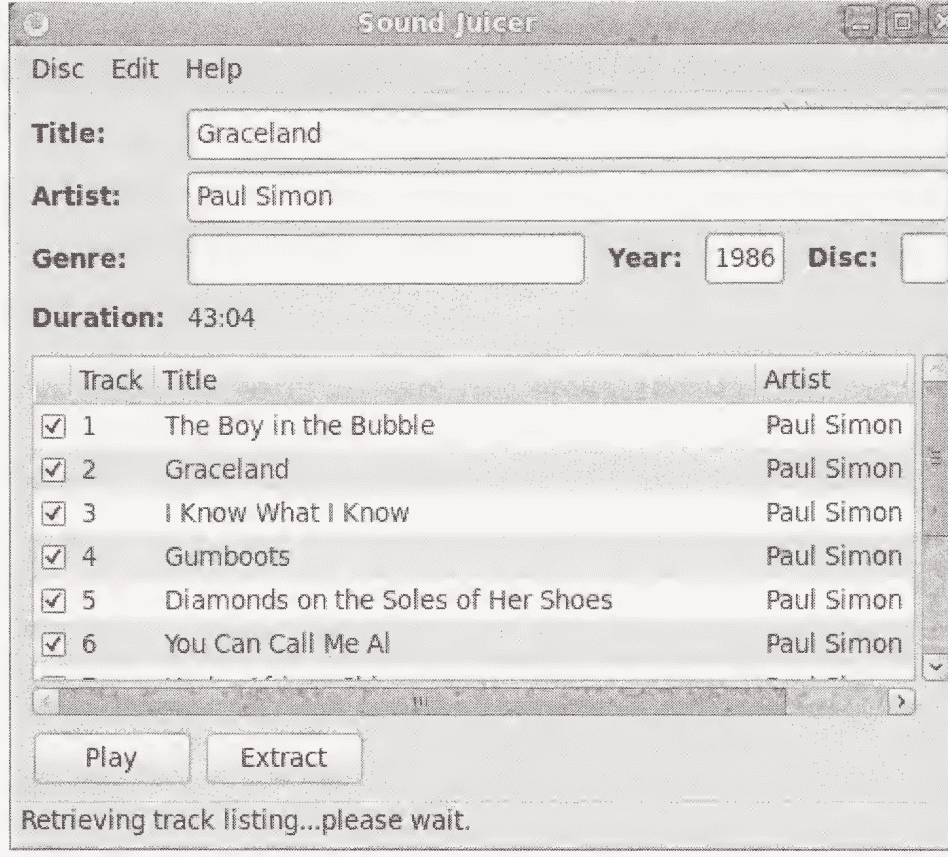 Sound Juicer
Disc Edit Help
Title: Graceland
Artist: Paul Simon
Genre: Year: 1986 Disc:
Duration: 43:04
Track Title Artist
1 The Boy in the Bubble Paul Simon
2 Graceland Paul Simon
3 I Know What I Know Paul Simon
4 Gumboots Paul Simon
5 Diamonds on the Soles of Her Shoes Paul Simon
6 You Can Call Me Al Paul Simon
Play Extract
Retrieving track listing...please wait.